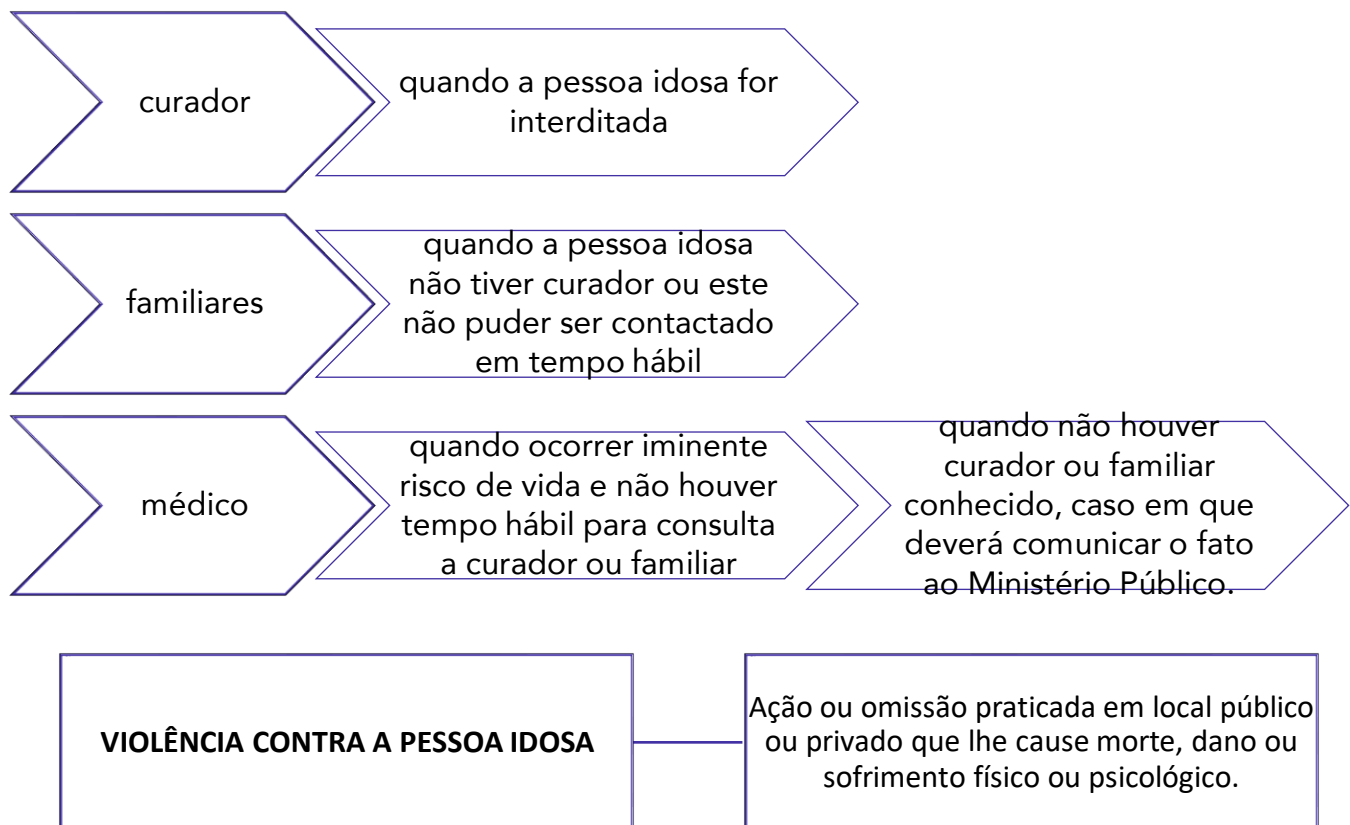 curador
quando a pessoa idosa for
interditada
familiares
quando a pessoa idosa
não tiver curador ou este
não puder ser contactado
em tempo hábil
médico
quando ocorrer iminente
risco de vida e não houver
tempo hábil para consulta
a curador ou familiar
quando não houver
curador ou familiar
conhecido, caso em que
deverá comunicar o fato
ao Ministério Público.
VIOLÊNCIA CONTRA A PESSOA IDOSA
Ação ou omissão praticada em local público
ou privado que lhe cause morte, dano ou
sofrimento físico ou psicológico.